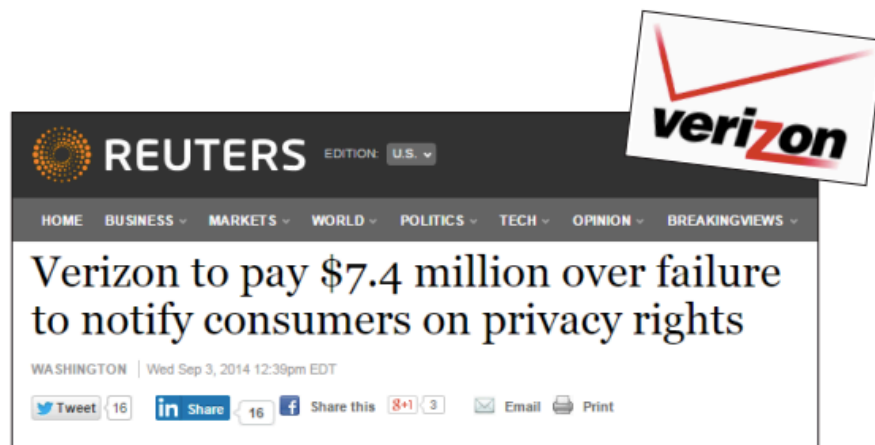 verizon
REUTERS EDITION: U.S.
HOME BUSINESS MARKETS WORLD POLITICS TECH OPINION BREAKINGVIEWS
Verizon to pay $7.4 million over failure
to notify consumers on privacy rights
WASHINGTON | Wed Sep 3, 2014 12:39pm EDT
Tweet 16 in Share 16 f Share this 8+1 3 Email Print